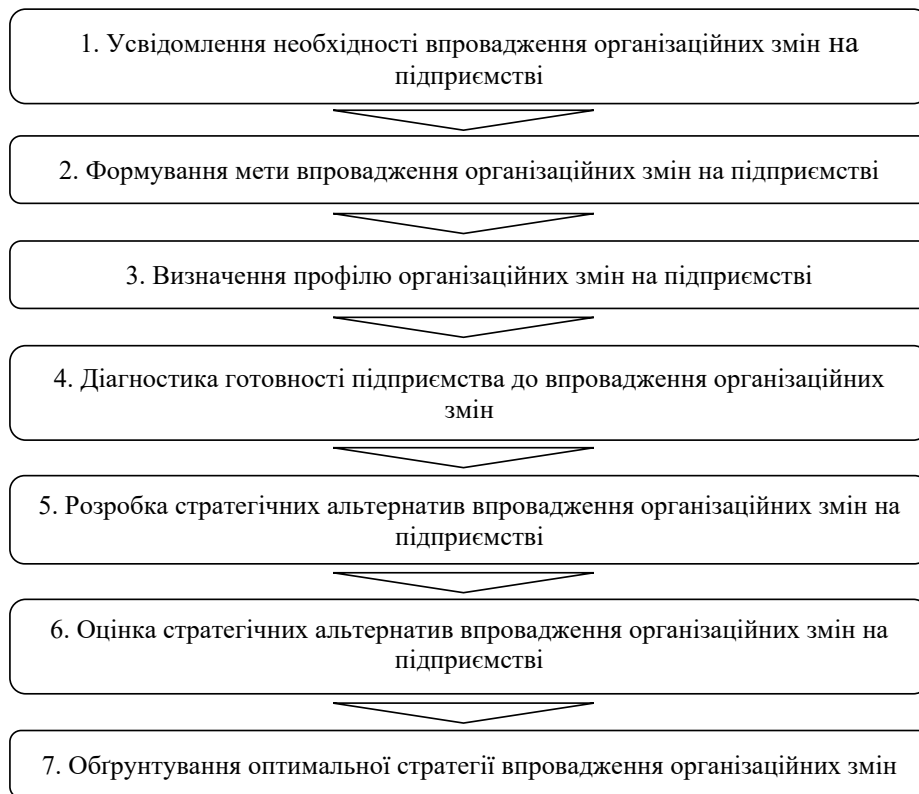 1. Усвідомлення необхідності впровадження організаційних змін на
підприємстві
2. Формування мети впровадження організаційних змін на підприємстві
3. Визначення профілю організаційних змін на підприємстві
4. Діагностика готовності підприємства до впровадження організаційних
змін
5. Розробка стратегічних альтернатив впровадження організаційних змін на
підприємстві
6. Оцінка стратегічних альтернатив впровадження організаційних змін на
підприємстві
7. Обґрунтування оптимальної стратегії впровадження організаційних змін